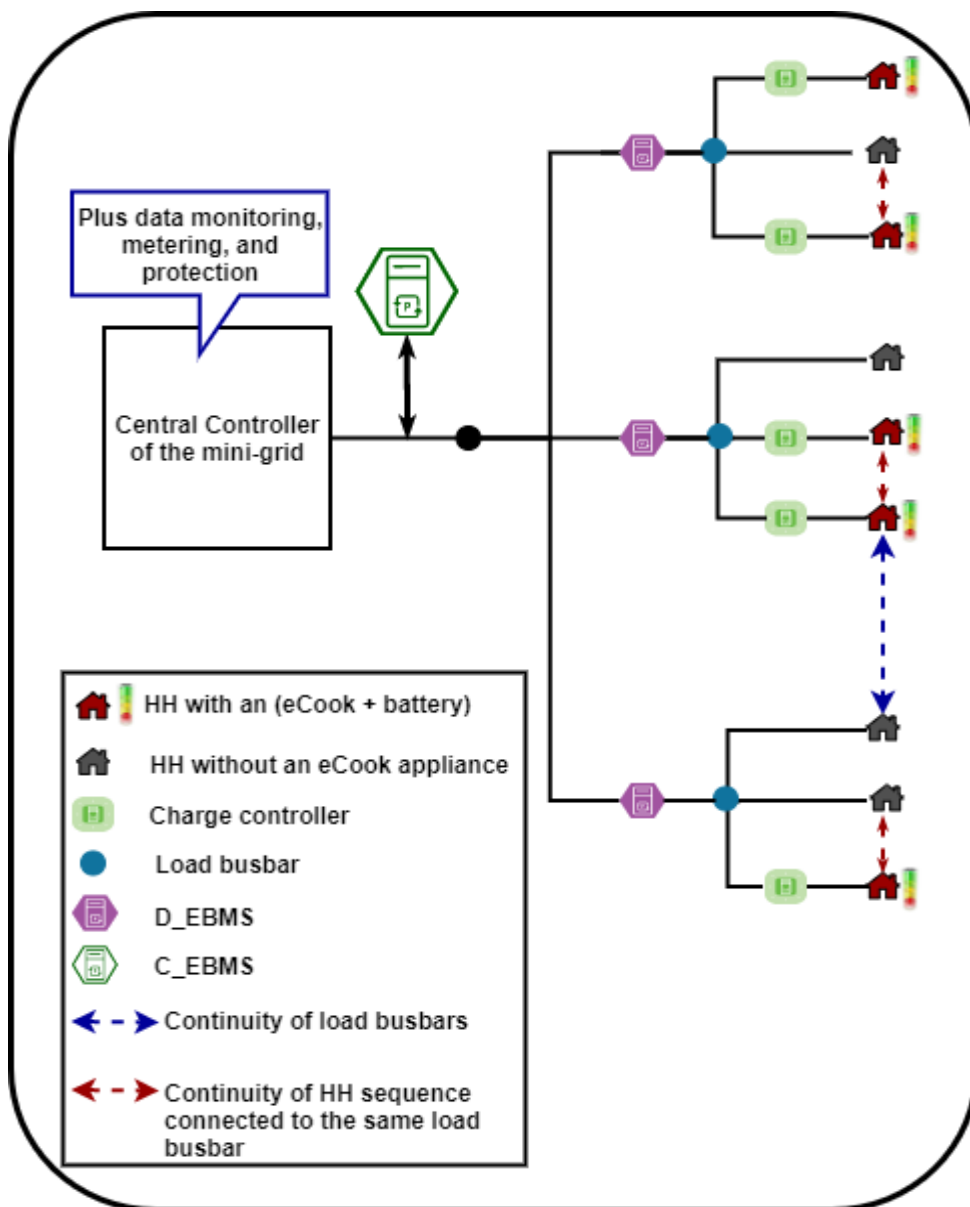 Plus data monitoring,
metering, and
protection
P
Central Controller
of the mini-grid
HH with an (eCook + battery)
HH without an eCook appliance
Charge controller
Load busbar
D_EBMS
C_EBMS
Continuity of load busbars
Continuity of HH sequence
connected to the same load
busbar